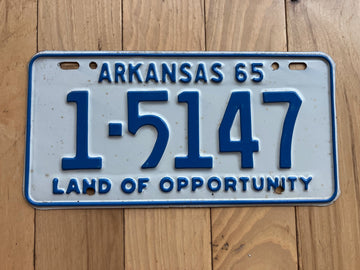 ARKANSAS 65
1-5147
LAND OF OPPORTUNITY